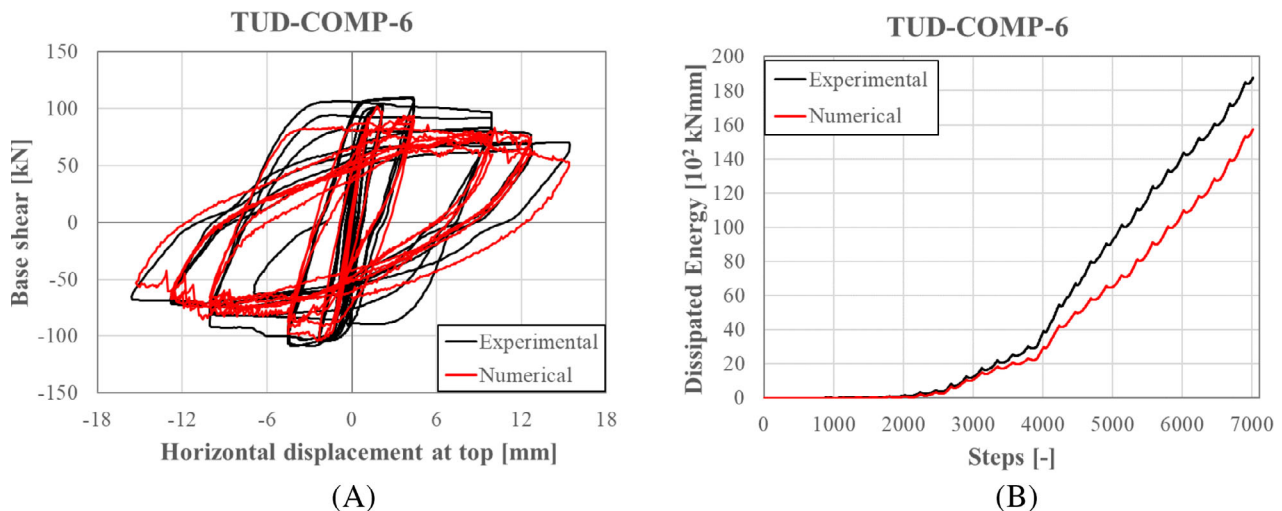 TUD-COMP-6
150
100
50
0
-50
-100
-150
Base shear [kN]
-18 -12 -6 0 6 12 18
Horizontal displacement at top [mm]
Experimental
Numerical
(A)
TUD-COMP-6
200
180
160
140
120
100
80
60
40
20
0
Dissipated Energy [10² kNmm]
0 1000 2000 3000 4000 5000 6000 7000
Steps [-]
Experimental
Numerical
(B)